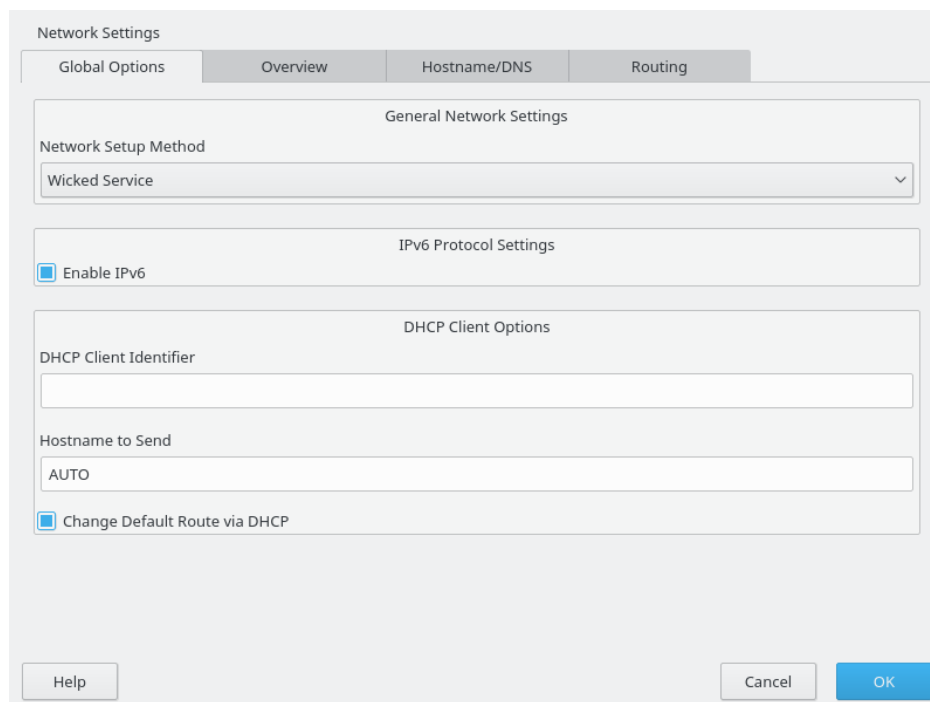 Network Settings
Global Options Overview Hostname/DNS Routing
General Network Settings
Network Setup Method
Wicked Service
IPv6 Protocol Settings
Enable IPv6
DHCP Client Options
DHCP Client Identifier
Hostname to Send
AUTO
Change Default Route via DHCP
Help Cancel OK